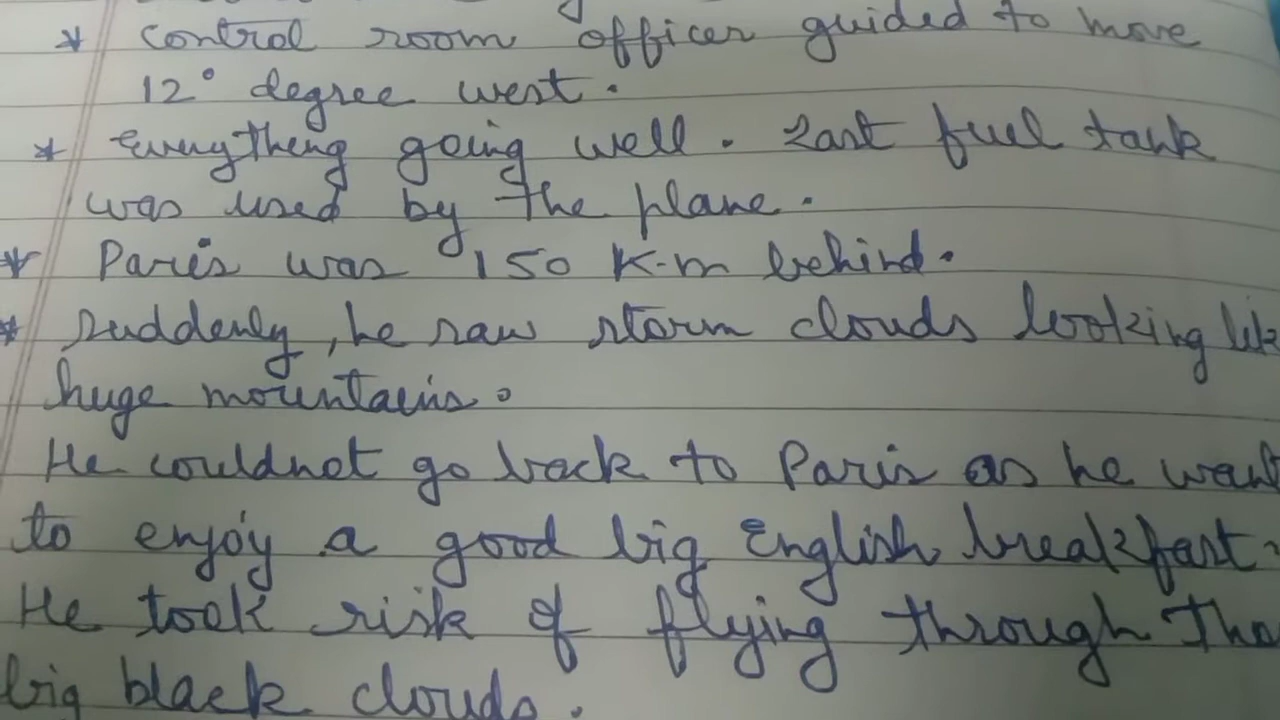 * control room officer guided to move
12° degree west.
* Everything going well. Last fuel tank
was used by the plane.
* Paris was 150 K.m behind.
* Suddenly, he saw storm clouds looking lik
huge mountains.
He couldnot go back to Paris as he want
to enjoy a good big English breakfast.
He took risk of flying through tho
big black clouds.